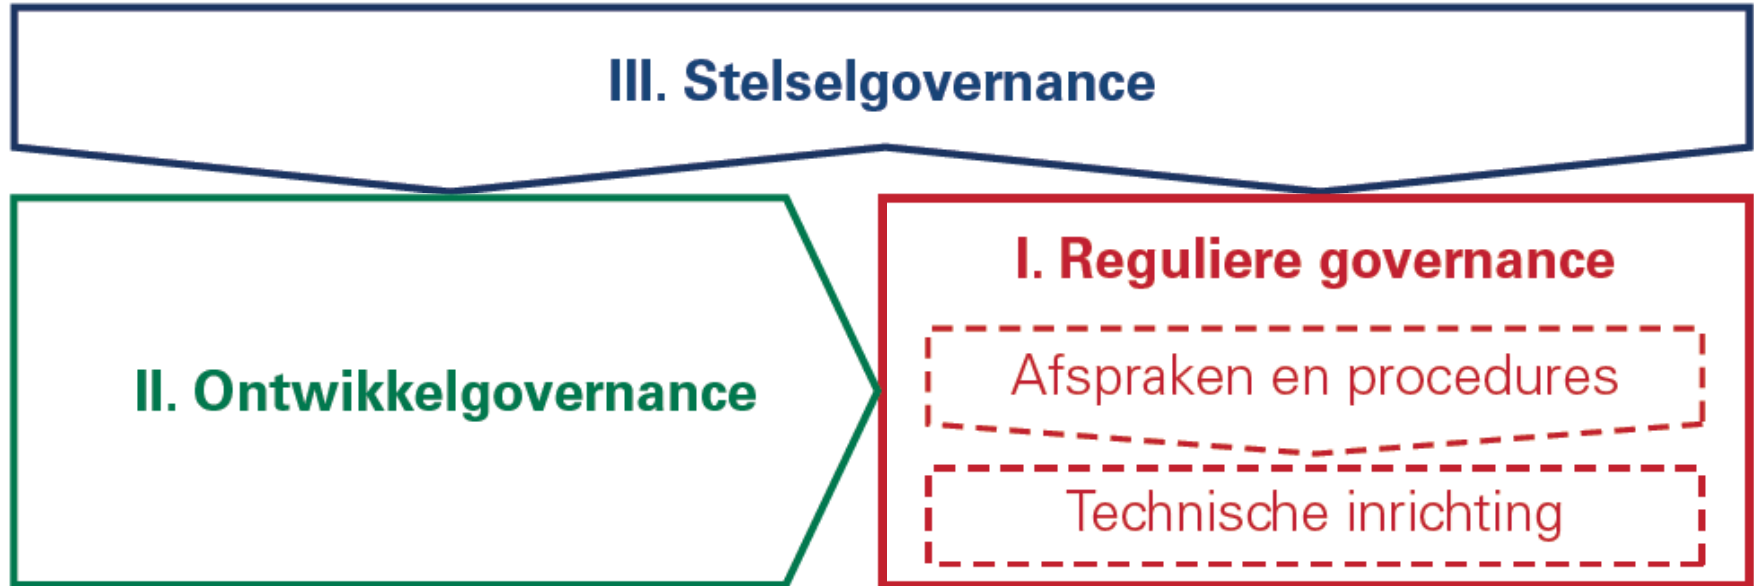 III. Stelselgovernance
II. Ontwikkelgovernance
I. Reguliere governance
Afspraken en procedures
Technische inrichting